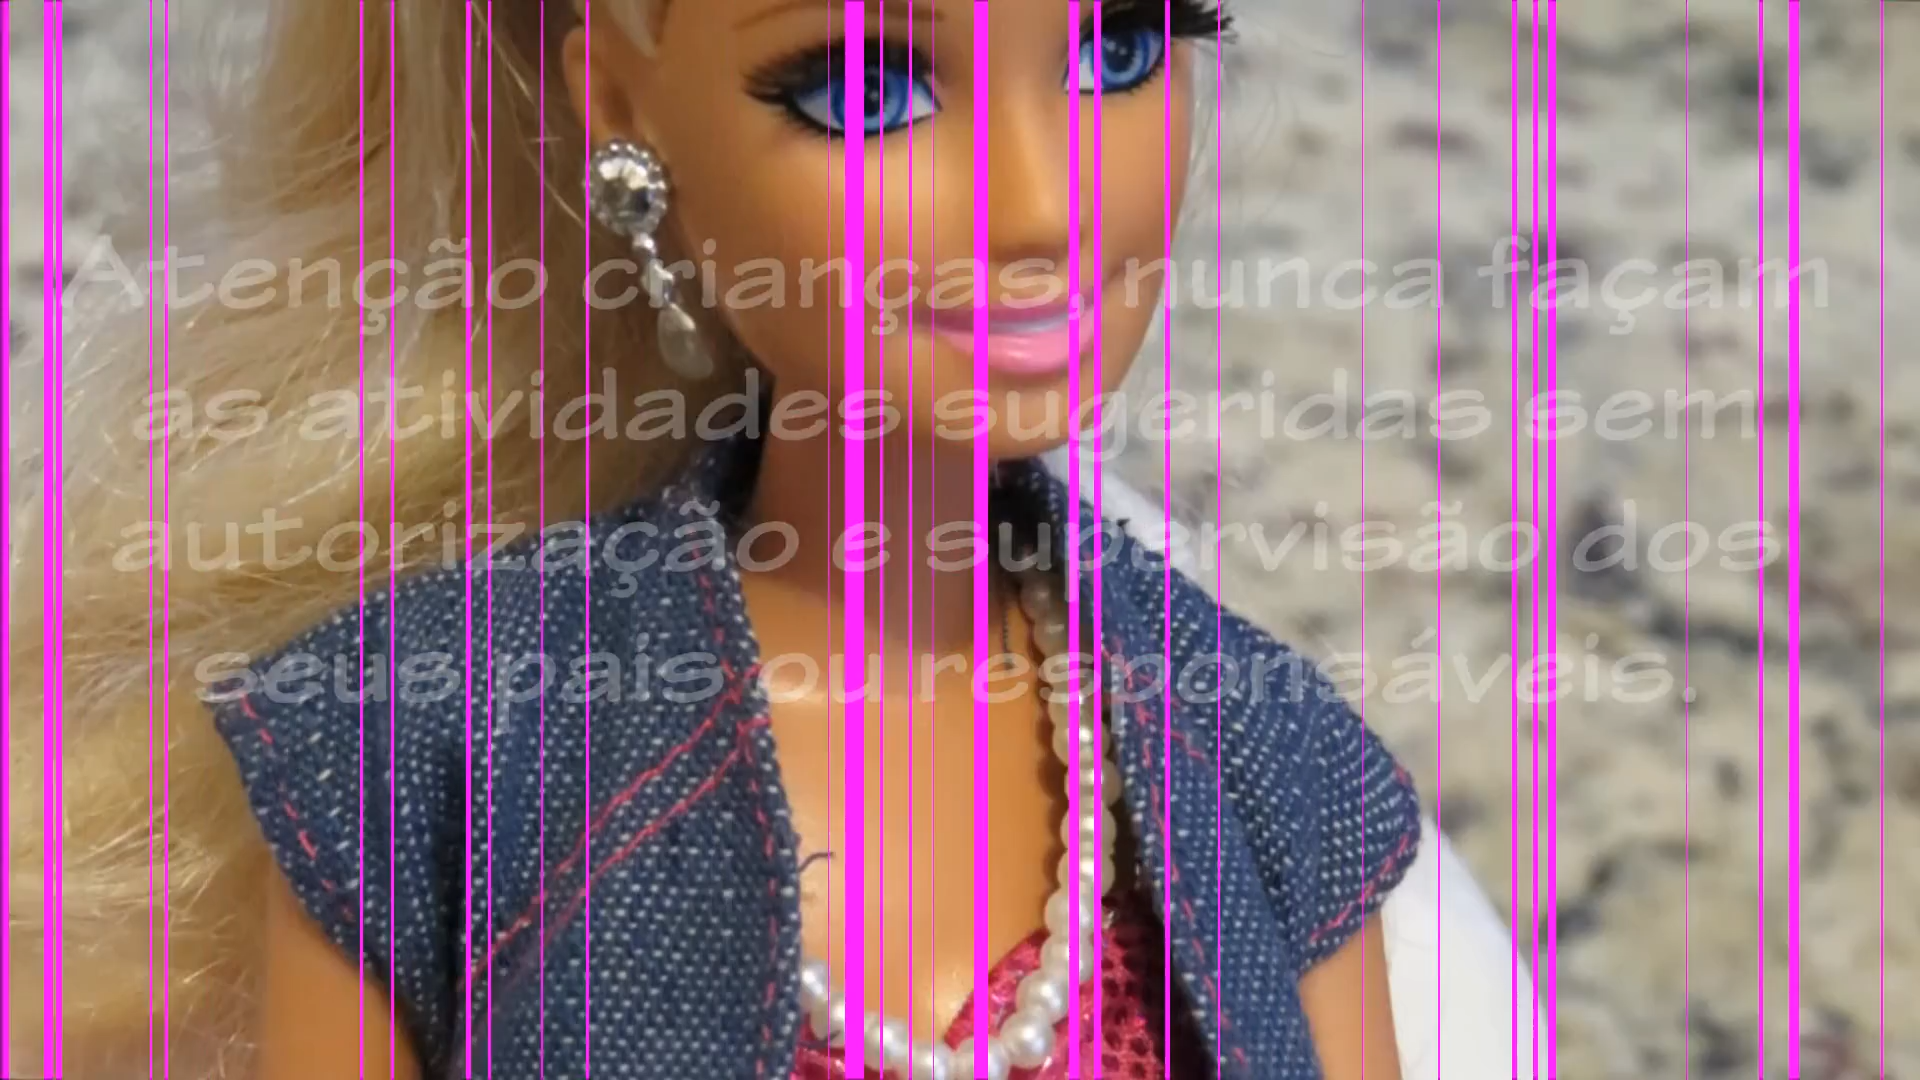 Atenção crianças, nunca façam
as atividades sugeridas sem
autorização e supervisão dos
seus pais ou responsáveis.